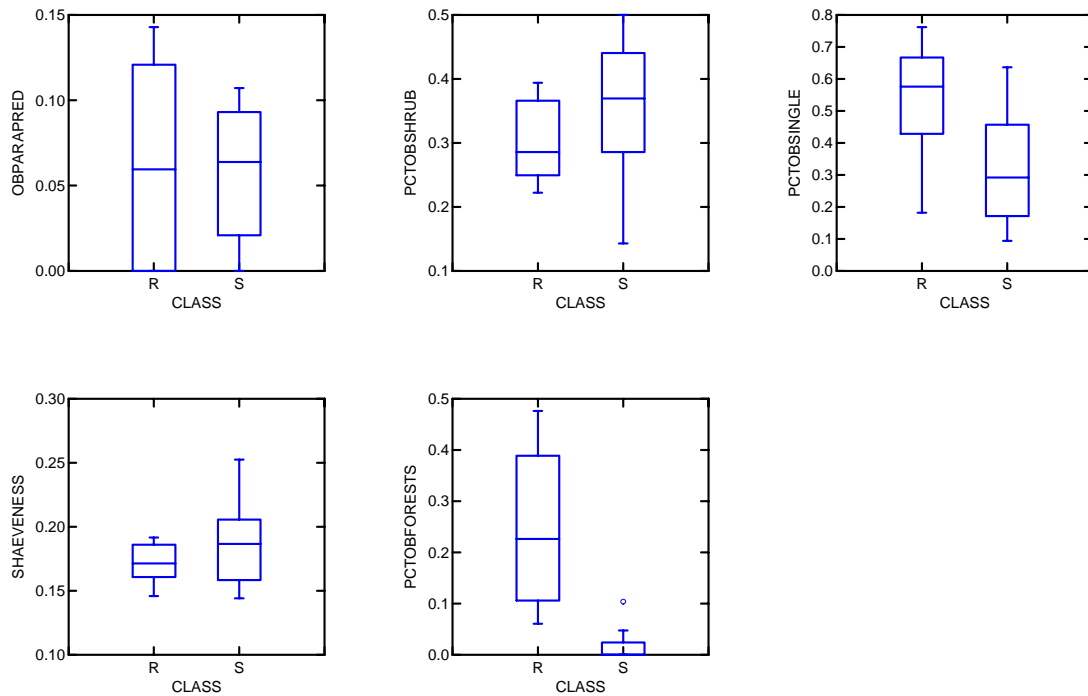 0.15
0.10
0.05
0.00
OBPARAPRED
R S
CLASS
0.5
0.4
0.3
0.2
0.1
PCTOBSHRUB
R S
CLASS
0.8
0.7
0.6
0.5
0.4
0.3
0.2
0.1
0.0
PCTOBSINGLE
R S
CLASS
0.30
0.25
0.20
0.15
0.10
SHAEVENESS
R S
CLASS
0.5
0.4
0.3
0.2
0.1
0.0
PCTOBFORESTS
R S
CLASS